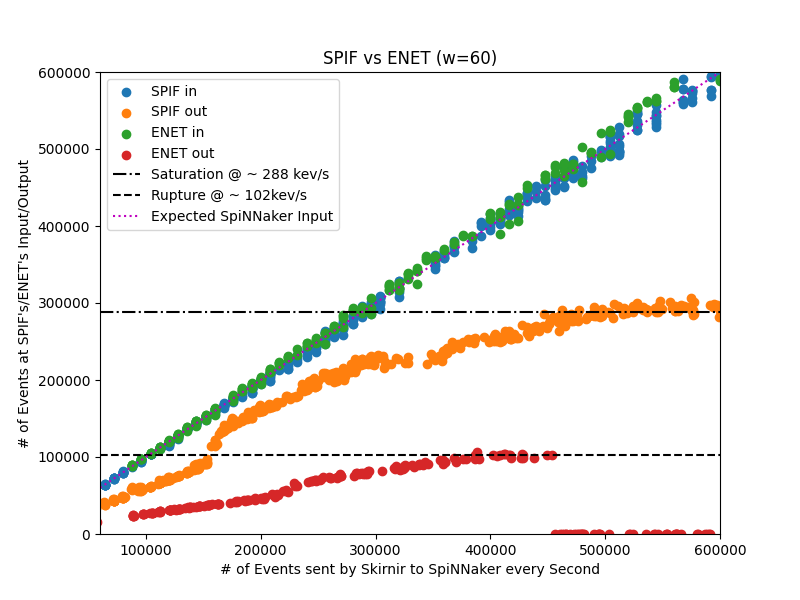 SPIF vs ENET (w=60)
SPIF in
SPIF out
ENET in
ENET out
Saturation @ ~ 288 kev/s
Rupture @ ~ 102kev/s
Expected SpiNNaker Input
# of Events at SPIF's/ENET's Input/Output
600000
500000
400000
300000
200000
100000
0
100000 200000 300000 400000 500000 600000
# of Events sent by Skirnir to SpiNNaker every Second